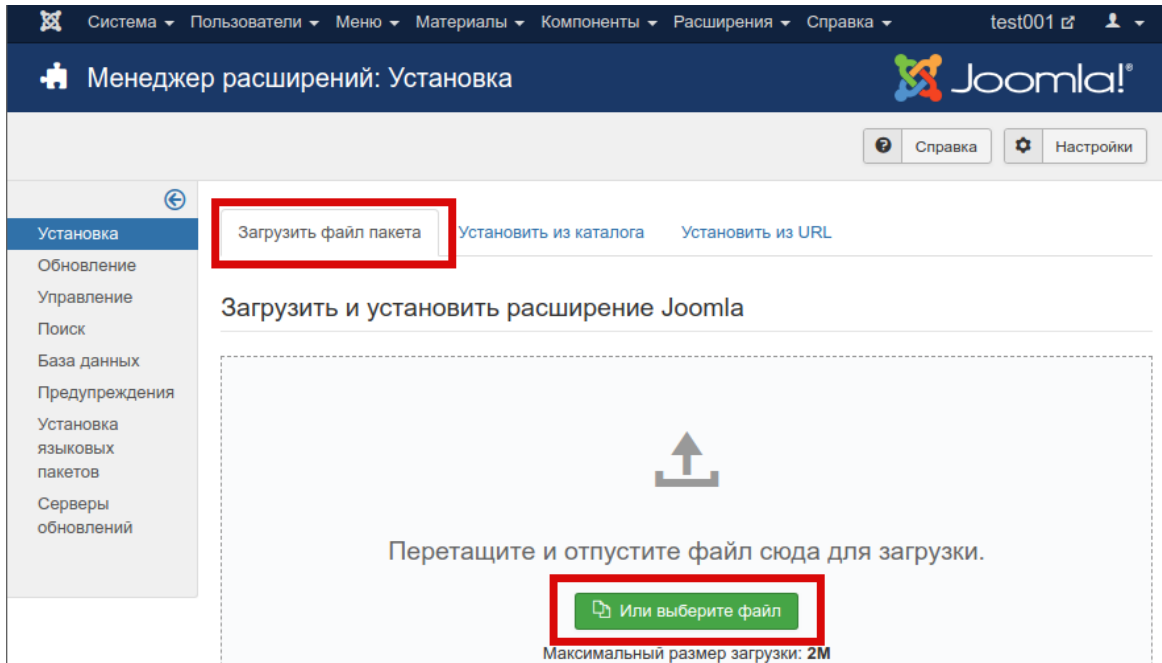 Система Пользователи Меню Материалы Компоненты Расширения Справка test001
Менеджер расширений: Установка Joomla!®
Справка Настройки
Установка
Обновление
Управление
Поиск
База данных
Предупреждения
Установка
языковых
пакетов
Серверы
обновлений
Загрузить файл пакета Установить из каталога Установить из URL
Загрузить и установить расширение Joomla
Перетащите и отпустите файл сюда для загрузки.
Или выберите файл
Максимальный размер загрузки: 2M